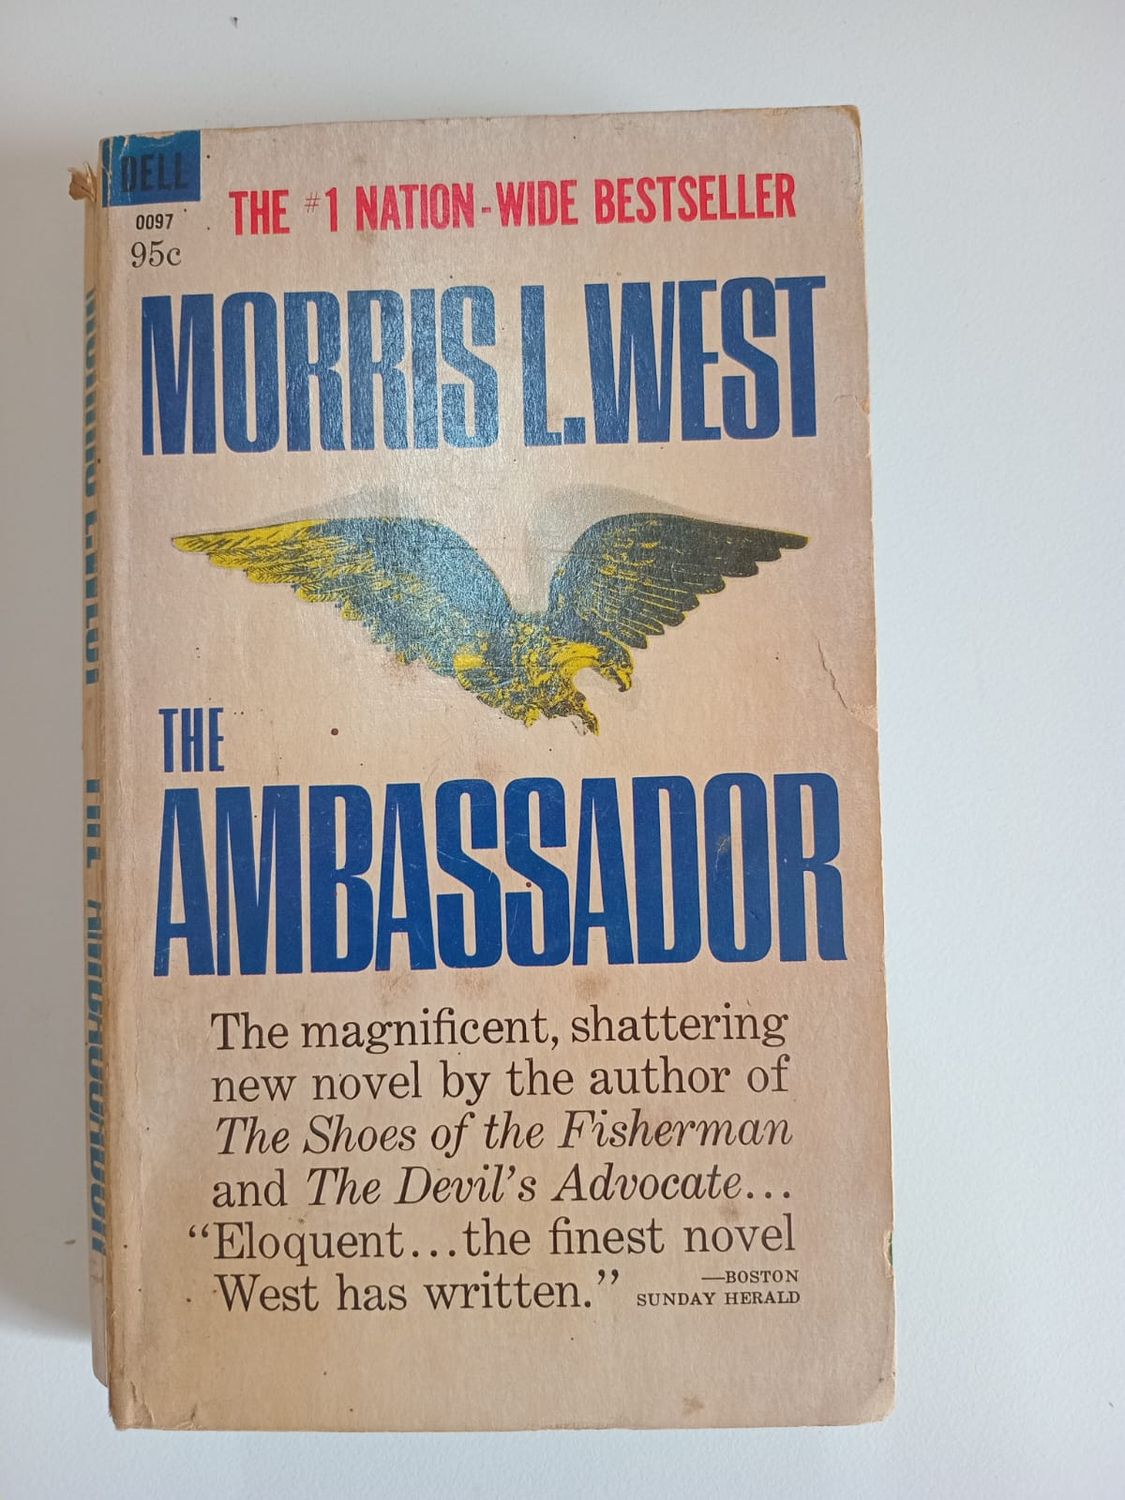 DELL
0097
95c
THE #1 NATION-WIDE BESTSELLER
MORRIS L.WEST
THE
AMBASSADOR
The magnificent, shattering
new novel by the author of
The Shoes of the Fisherman
and The Devil's Advocate...
“Eloquent...the finest novel
West has written.” —BOSTON
SUNDAY HERALD